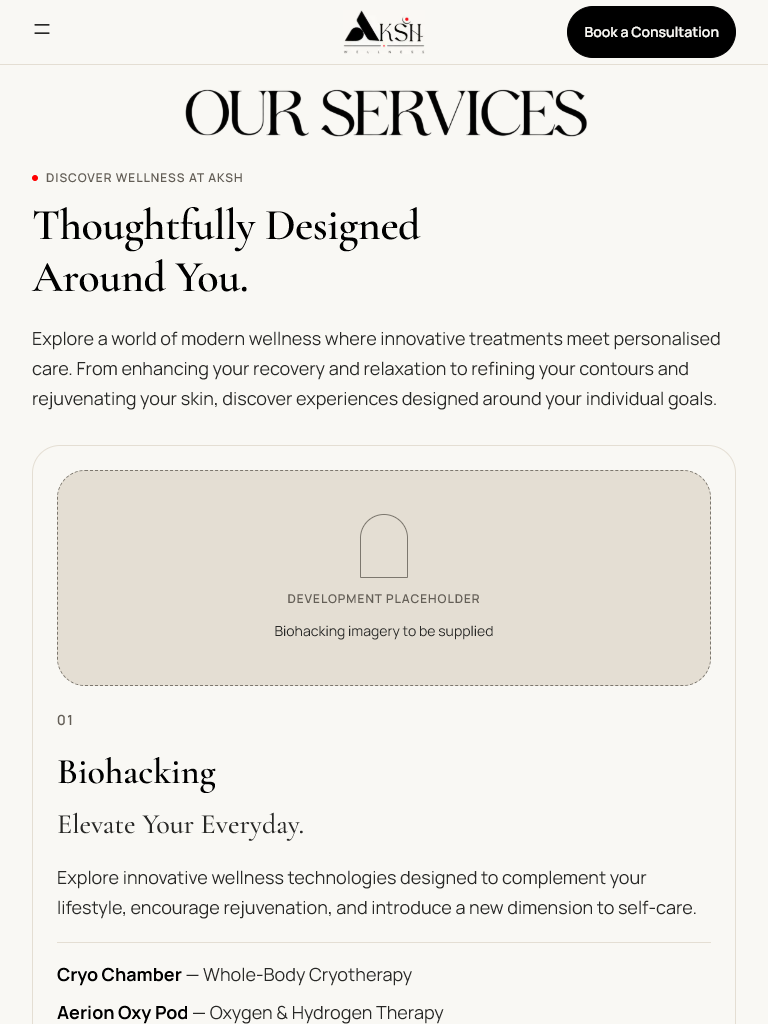 AKSH
WELLNESS
Book a Consultation
OUR SERVICES
DISCOVER WELLNESS AT AKSH
Thoughtfully Designed
Around You.
Explore a world of modern wellness where innovative treatments meet personalised
care. From enhancing your recovery and relaxation to refining your contours and
rejuvenating your skin, discover experiences designed around your individual goals.
DEVELOPMENT PLACEHOLDER
Biohacking imagery to be supplied
01
Biohacking
Elevate Your Everyday.
Explore innovative wellness technologies designed to complement your
lifestyle, encourage rejuvenation, and introduce a new dimension to self-care.
Cryo Chamber — Whole-Body Cryotherapy
Aerion Oxy Pod — Oxygen & Hydrogen Therapy